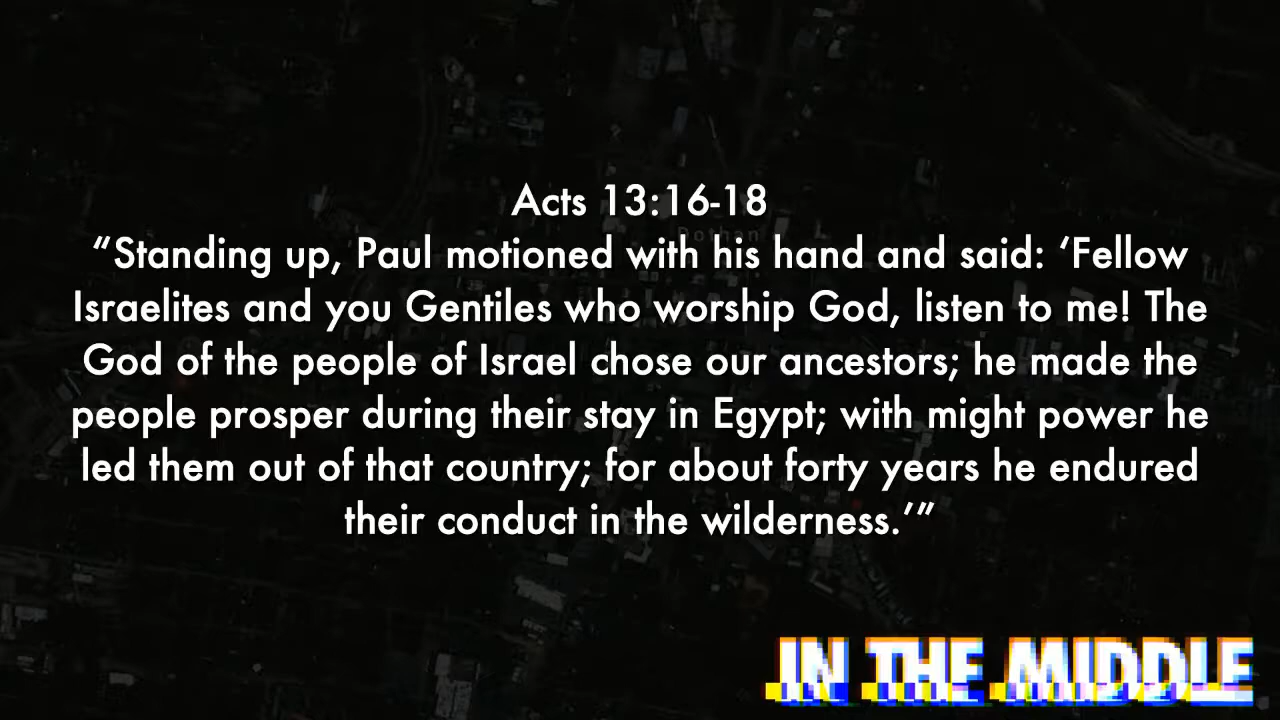 Acts 13:16-18
Dothan
“Standing up, Paul motioned with his hand and said: ‘Fellow
Israelites and you Gentiles who worship God, listen to me! The
God of the people of Israel chose our ancestors; he made the
people prosper during their stay in Egypt; with might power he
led them out of that country; for about forty years he endured
their conduct in the wilderness.’”
IN THE MIDDLE